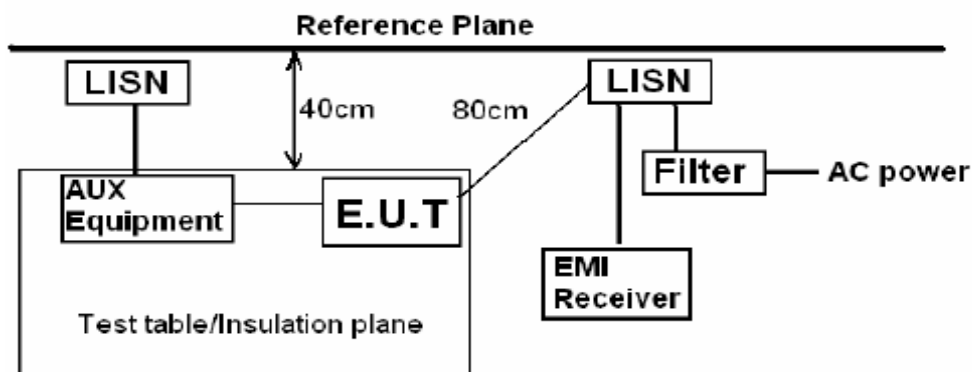 Reference Plane
LISN
40cm
80cm
LISN
AUX
Equipment
E.U.T
Filter
AC power
EMI
Receiver
Test table/Insulation plane